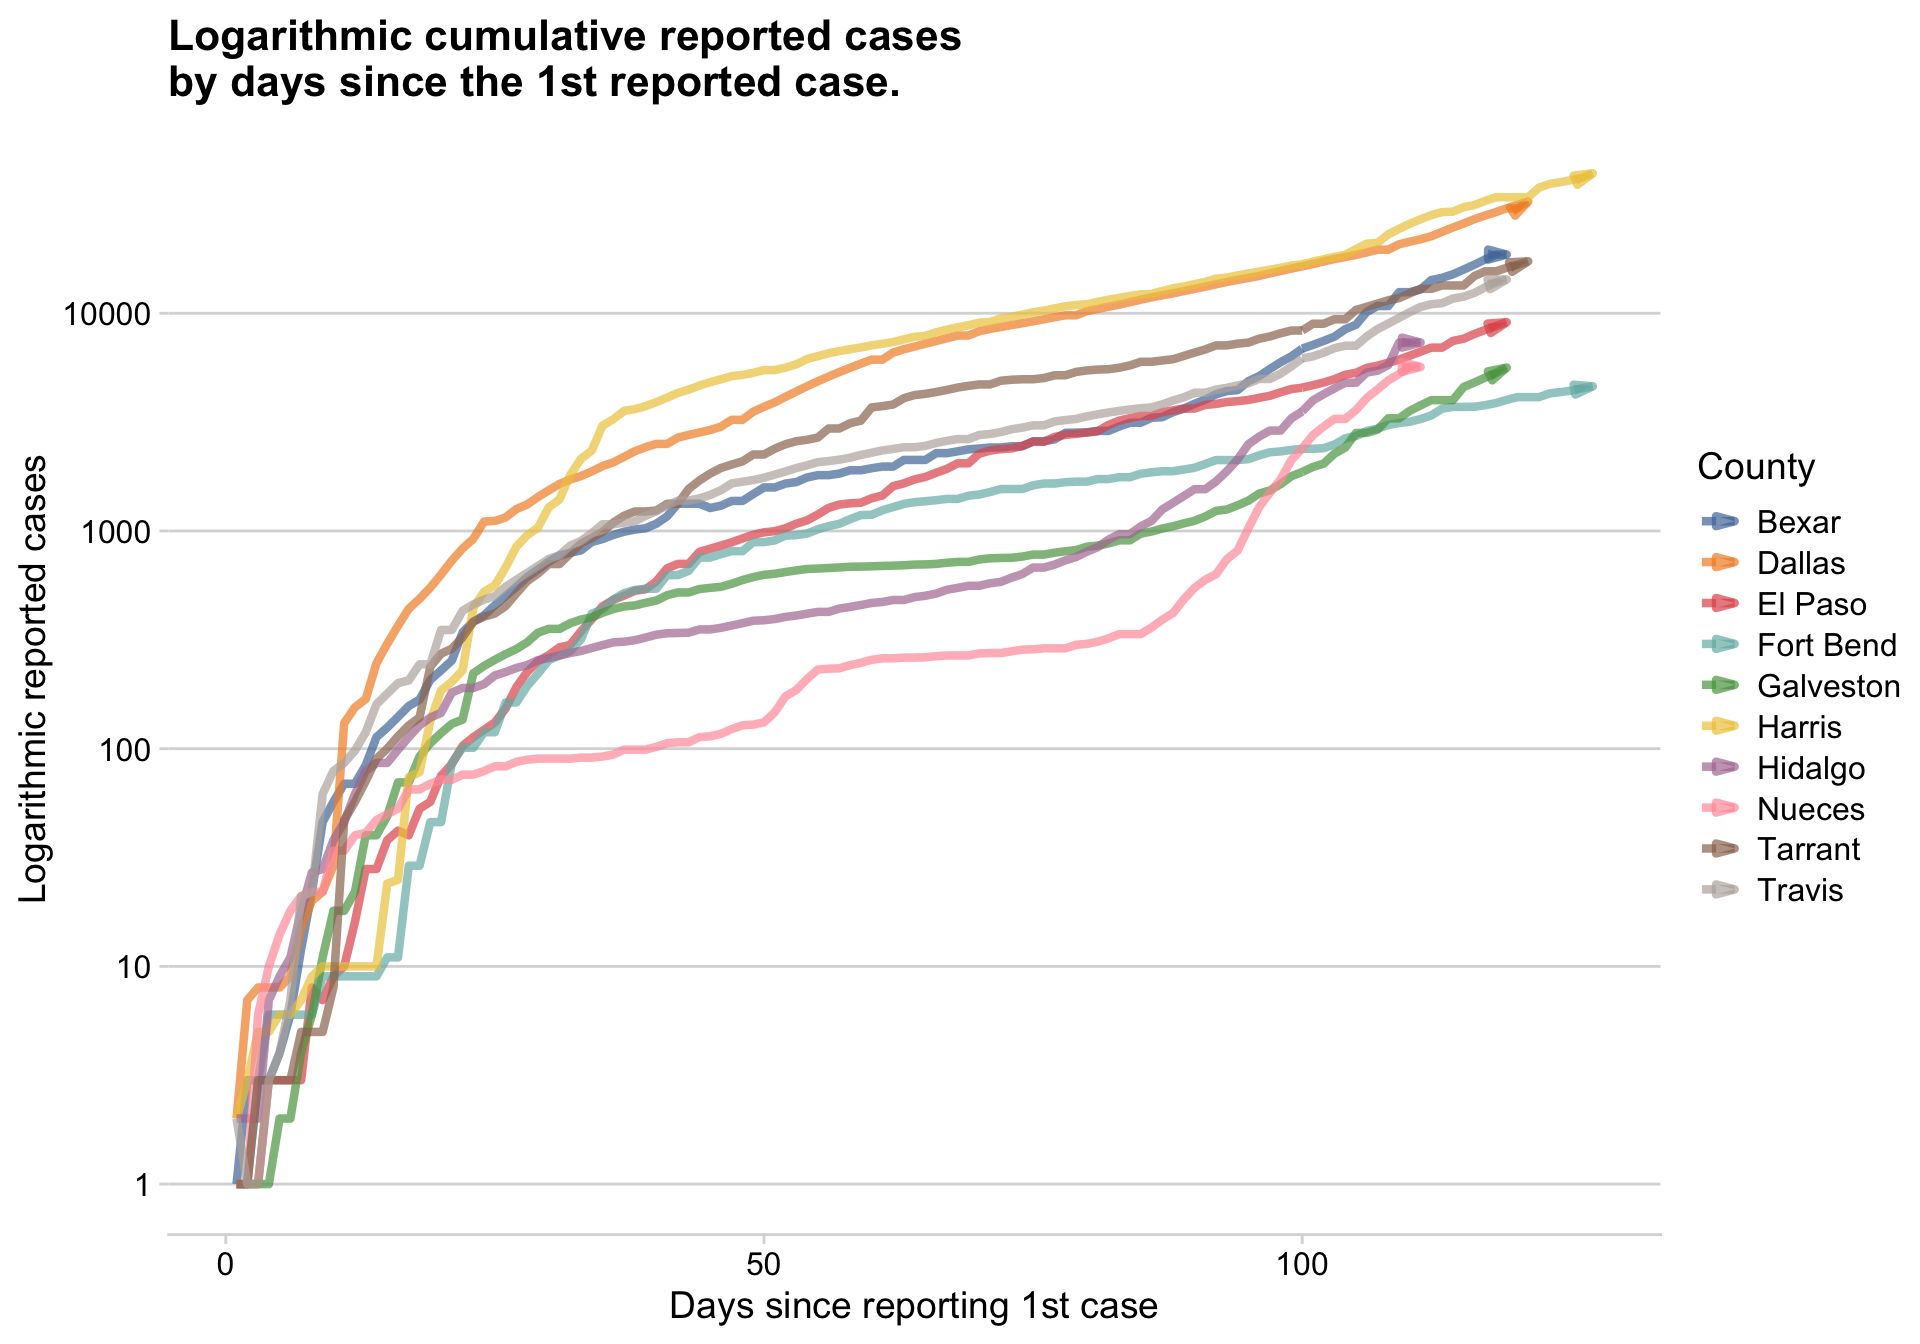 Logarithmic cumulative reported cases
by days since the 1st reported case.
Logarithmic reported cases
10000
1000
100
10
1
0
50
100
Days since reporting 1st case
County
Bexar
Dallas
El Paso
Fort Bend
Galveston
Harris
Hidalgo
Nueces
Tarrant
Travis